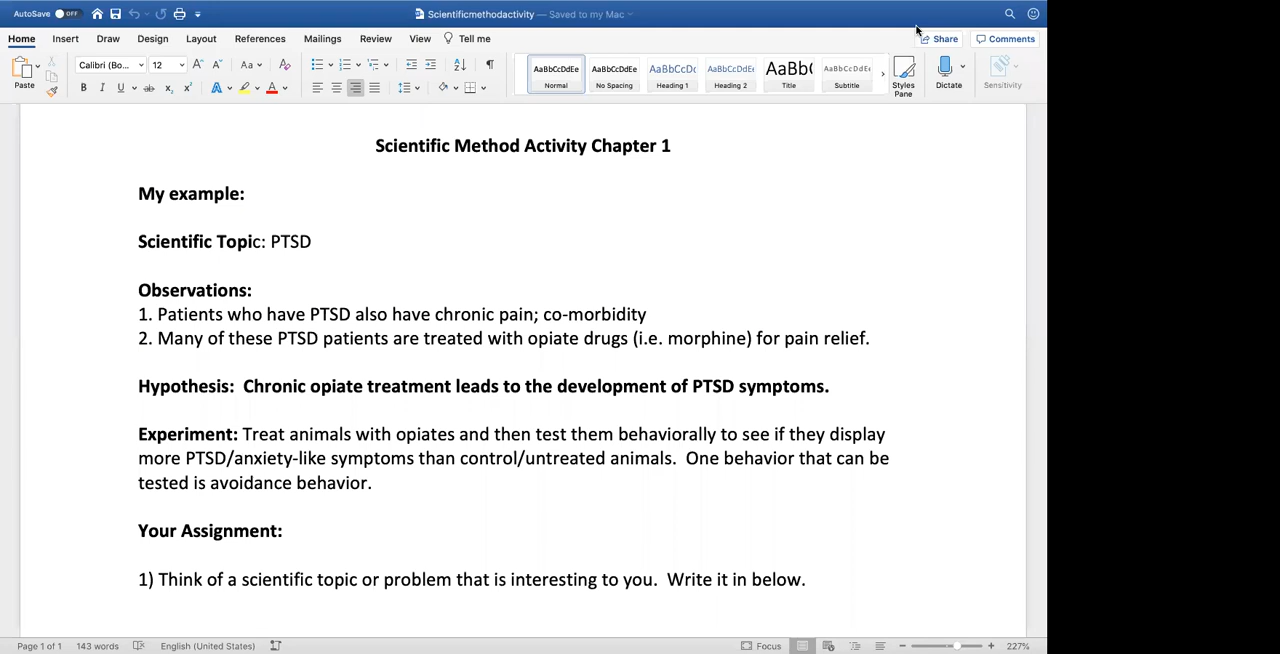 AutoSave OFF Scientificmethodactivity — Saved to my Mac
Home Insert Draw Design Layout References Mailings Review View Tell me Share Comments
Paste Calibri (Bo... 12 A A Aa A
B I U ab x₂ x² A A
AaBbCcDdEe AaBbCcDdEe AaBbCcDc AaBbCcDdEe AaBb( AaBbCcDdEe
Normal No Spacing Heading 1 Heading 2 Title Subtitle Styles Pane Dictate Sensitivity
Scientific Method Activity Chapter 1
My example:
Scientific Topic: PTSD
Observations:
1. Patients who have PTSD also have chronic pain; co-morbidity
2. Many of these PTSD patients are treated with opiate drugs (i.e. morphine) for pain relief.
Hypothesis: Chronic opiate treatment leads to the development of PTSD symptoms.
Experiment: Treat animals with opiates and then test them behaviorally to see if they display
more PTSD/anxiety-like symptoms than control/untreated animals. One behavior that can be
tested is avoidance behavior.
Your Assignment:
1) Think of a scientific topic or problem that is interesting to you. Write it in below.
Page 1 of 1 143 words English (United States) Focus 227%